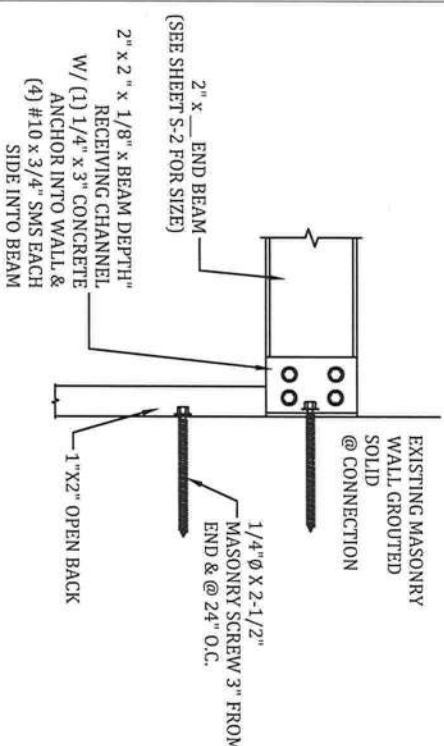 EXISTING MASONRY
WALL GROUTED
SOLID
@ CONNECTION
2" x __ END BEAM
(SEE SHEET S-2 FOR SIZE)
2" x 2 " x 1/8" x BEAM DEPTH"
RECEIVING CHANNEL
W/ (1) 1/4" x 3" CONCRETE
ANCHOR INTO WALL &
(4) #10 x 3/4" SMS EACH
SIDE INTO BEAM
1/4"Ø X 2-1/2"
MASONRY SCREW 3" FROM
END & @ 24" O.C.
1"X2" OPEN BACK